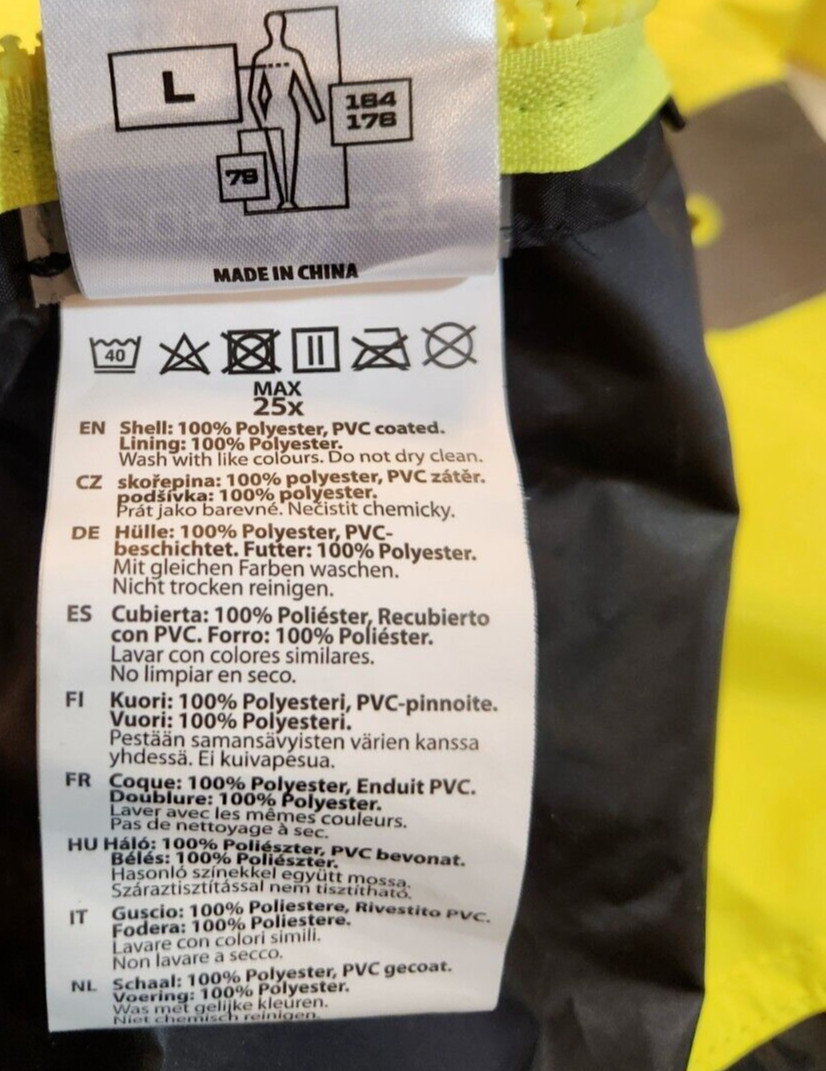 L
184
176
79
MADE IN CHINA
40
MAX
25x
EN Shell: 100% Polyester, PVC coated.
Lining: 100% Polyester.
Wash with like colours. Do not dry clean.
CZ skořepina: 100% polyester, PVC zátěr.
podšívka: 100% polyester.
Prát jako barevné. Nečistit chemicky.
DE Hülle: 100% Polyester, PVC-
beschichtet. Futter: 100% Polyester.
Mit gleichen Farben waschen.
Nicht trocken reinigen.
ES Cubierta: 100% Poliéster, Recubierto
con PVC. Forro: 100% Poliéster.
Lavar con colores similares.
No limpiar en seco.
FI Kuori: 100% Polyesteri, PVC-pinnoite.
Vuori: 100% Polyesteri.
Pestään samansävyisten värien kanssa
yhdessä. Ei kuivapesua.
FR Coque: 100% Polyester, Enduit PVC.
Doublure: 100% Polyester.
Laver avec les mêmes couleurs.
Pas de nettoyage à sec.
HU Háló: 100% Poliészter, PVC bevonat.
Bélés: 100% Poliészter.
Hasonló színekkel együtt mossa.
Száraztisztítással nem tisztítható.
IT Guscio: 100% Poliestere, Rivestito PVC.
Fodera: 100% Poliestere.
Lavare con colori simili.
Non lavare a secco.
NL Schaal: 100% Polyester, PVC gecoat.
Voering: 100% Polyester.
Was met gelijke kleuren.
Niet chemisch reinigen.